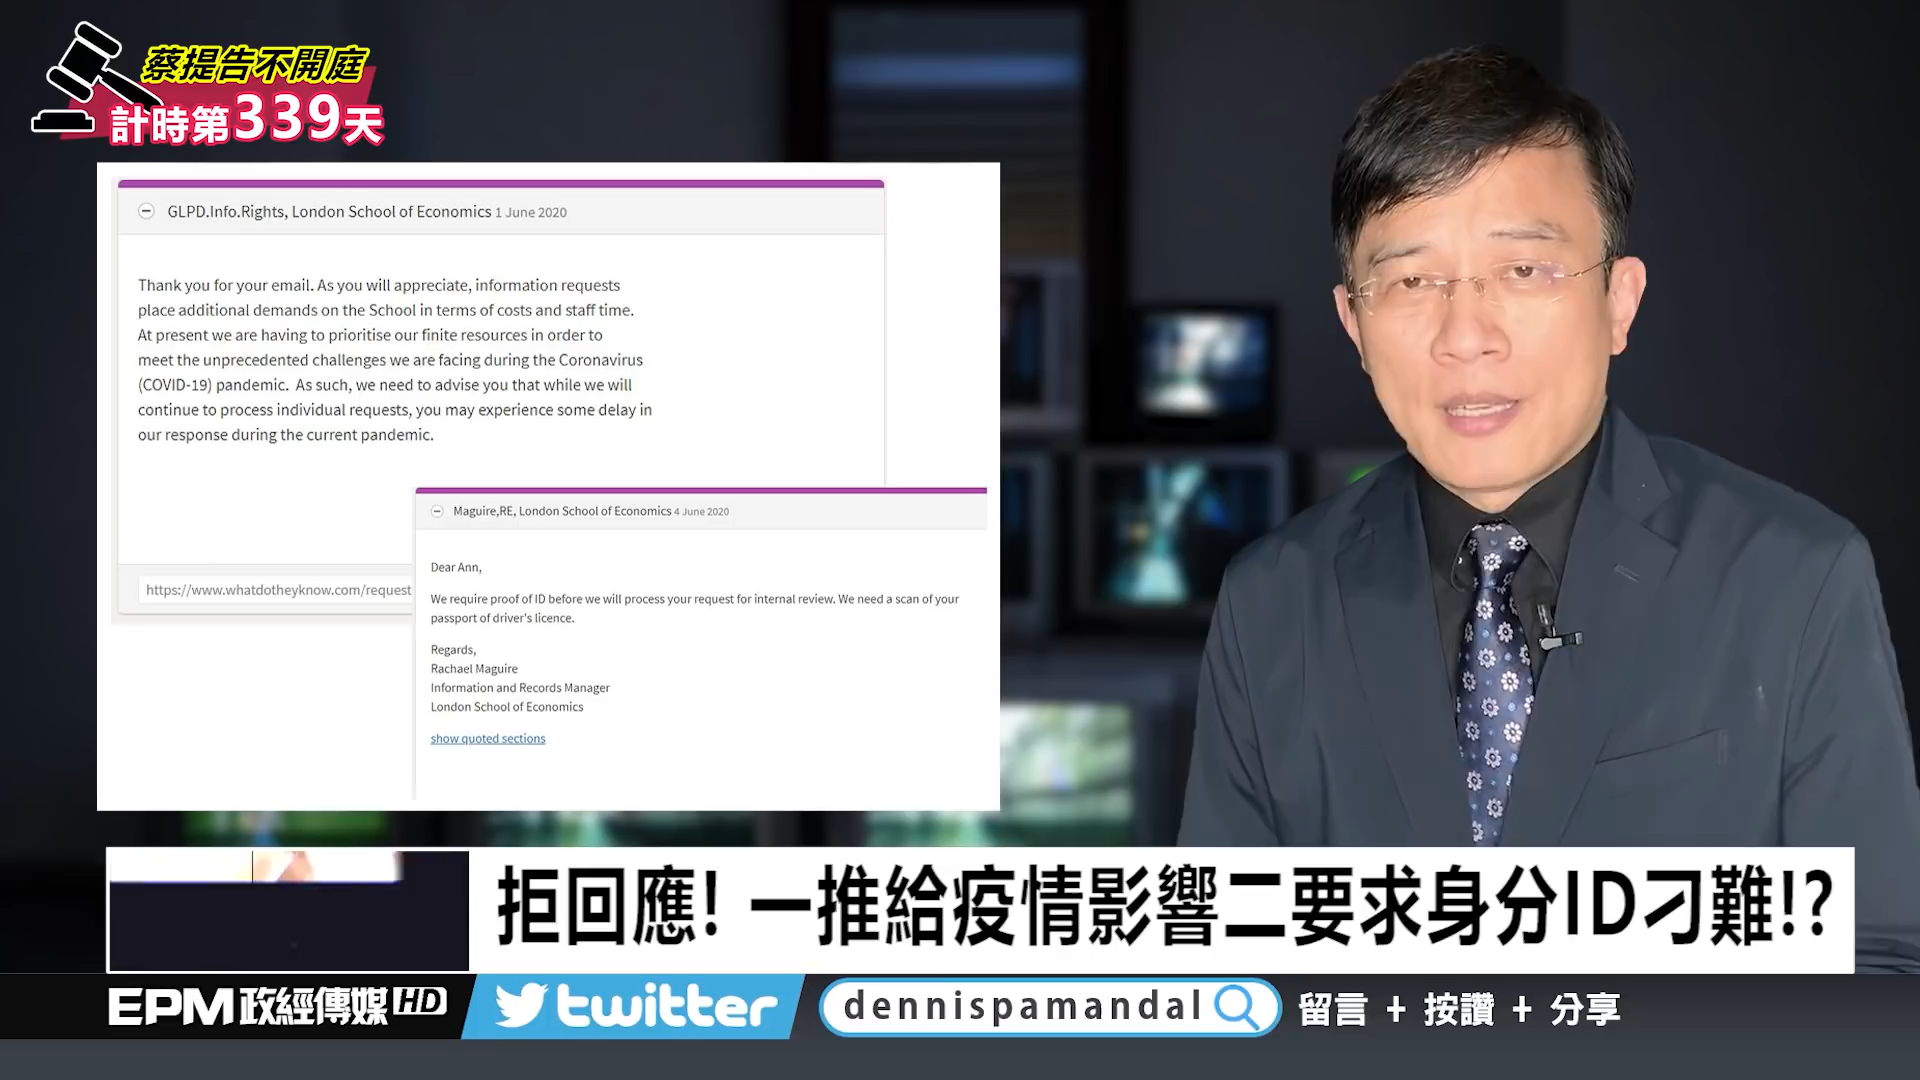 蔡提告不開庭
計時第339天
GLPD.Info.Rights, London School of Economics 1 June 2020
Thank you for your email. As you will appreciate, information requests
place additional demands on the School in terms of costs and staff time.
At present we are having to prioritise our finite resources in order to
meet the unprecedented challenges we are facing during the Coronavirus
(COVID-19) pandemic.  As such, we need to advise you that while we will
continue to process individual requests, you may experience some delay in
our response during the current pandemic.
https://www.whatdotheyknow.com/request
Maguire,RE, London School of Economics 4 June 2020
Dear Ann,
We require proof of ID before we will process your request for internal review. We need a scan of your
passport of driver's licence.
Regards,
Rachael Maguire
Information and Records Manager
London School of Economics
show quoted sections
拒回應! 一推給疫情影響二要求身分ID刁難!?
EPM政經傳媒HD
twitter
dennispamandal
留言 + 按讚 + 分享